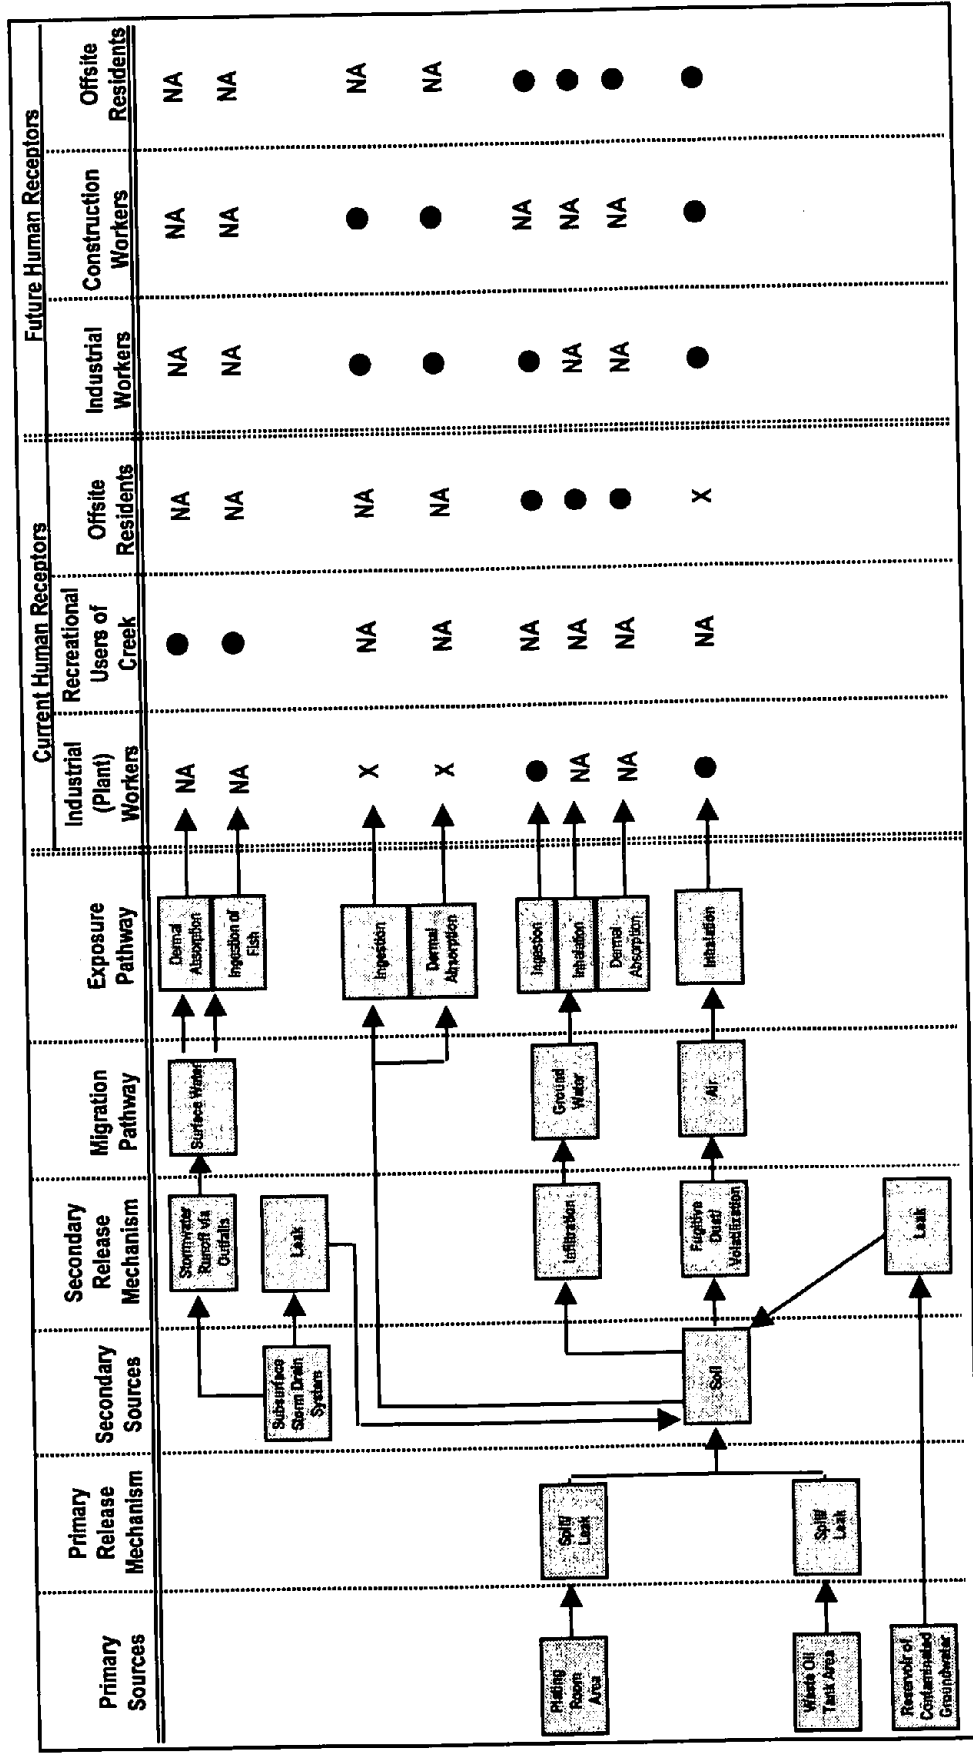 Current Human Receptors
Future Human Receptors
Primary
Sources
Primary
Release
Mechanism
Secondary
Sources
Secondary
Release
Mechanism
Migration
Pathway
Exposure
Pathway
Industrial
(Plant)
Workers
Recreational
Users of
Creek
Offsite
Residents
Industrial
Workers
Construction
Workers
Offsite
Residents
Stormwater
Runoff via
Outfalls
Surface Water
Dermal
Absorption
NA
NA
NA
NA
NA
Ingestion of
Fish
NA
NA
NA
NA
NA
Subsurface
Storm Drain
System
Leak
Ingestion
X
NA
NA
NA
Dermal
Absorption
X
NA
NA
NA
Plating
Room
Area
Spill/
Leak
Infiltration
Ground
Water
Ingestion
NA
NA
Inhalation
NA
NA
NA
NA
Dermal
Absorption
NA
NA
NA
NA
Soil
Fugitive
Dust/
Volatilization
Air
Inhalation
NA
X
Waste Oil
Tank Area
Spill/
Leak
Reservoir of
Contaminated
Groundwater
Leak